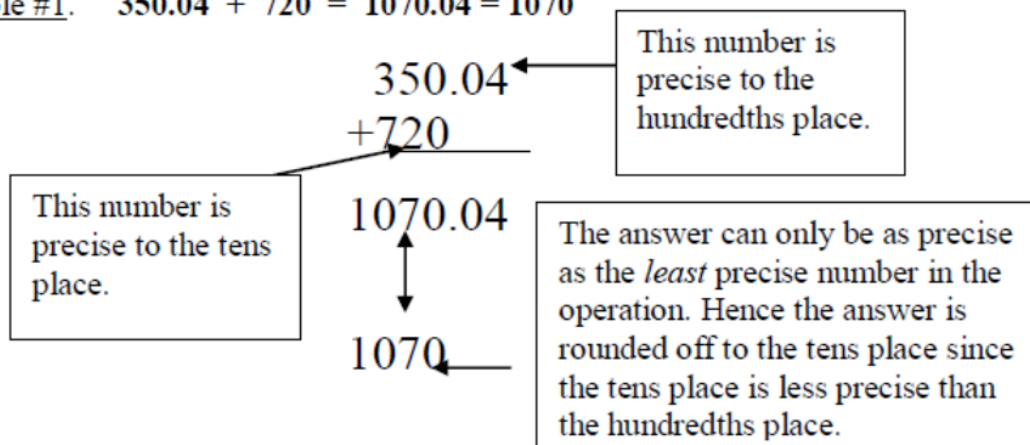 #1. 350.04 + 720 = 1070.04 = 1070
This number is
precise to the
hundredths place.
350.04
+720
This number is
precise to the tens
place.
1070.04
1070
The answer can only be as precise
as the least precise number in the
operation. Hence the answer is
rounded off to the tens place since
the tens place is less precise than
the hundredths place.